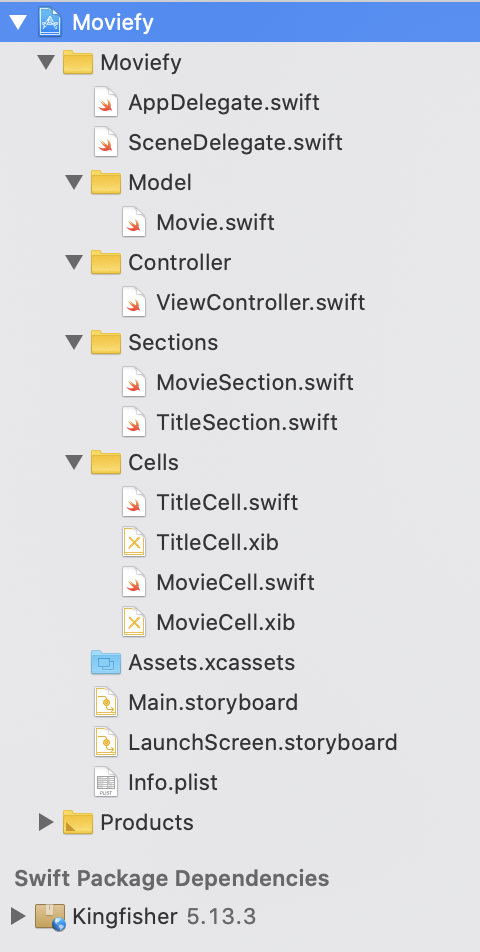 Moviefy
Moviefy
AppDelegate.swift
SceneDelegate.swift
Model
Movie.swift
Controller
ViewController.swift
Sections
MovieSection.swift
TitleSection.swift
Cells
TitleCell.swift
TitleCell.xib
MovieCell.swift
MovieCell.xib
Assets.xcassets
Main.storyboard
LaunchScreen.storyboard
Info.plist
Products
Swift Package Dependencies
Kingfisher 5.13.3